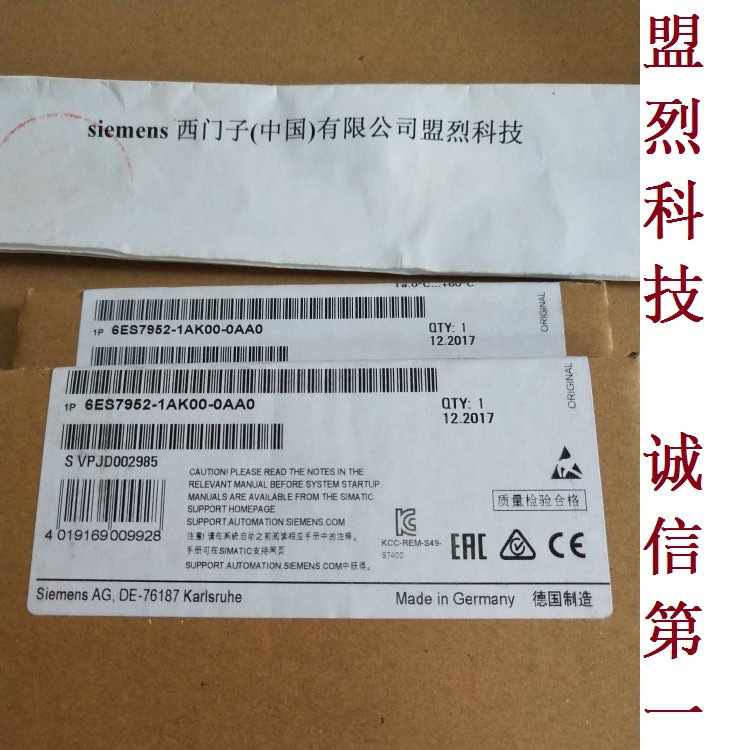 siemens 西门子(中国)有限公司盟烈科技
1P 6ES7952-1AK00-0AA0
QTY: 1
12.2017
ORIGINAL
1P 6ES7952-1AK00-0AA0
QTY: 1
12.2017
ORIGINAL
S VPJD002985
CAUTION! PLEASE READ THE NOTES IN THE
RELEVANT MANUAL BEFORE SYSTEM STARTUP.
MANUALS ARE AVAILABLE FROM THE SIMATIC
SUPPORT HOMEPAGE
SUPPORT.AUTOMATION.SIEMENS.COM .
注意! 请在系统启动之前阅读相应手册中的注释。
手册可在SIMATIC支持网页
SUPPORT.AUTOMATION.SIEMENS.COM中获得。
4 019169 009928
质量检验合格
KCC-REM-S49-
S7400
EAC
CE
Siemens AG, DE-76187 Karlsruhe
Made in Germany 德国制造
盟烈科技
诚信第一